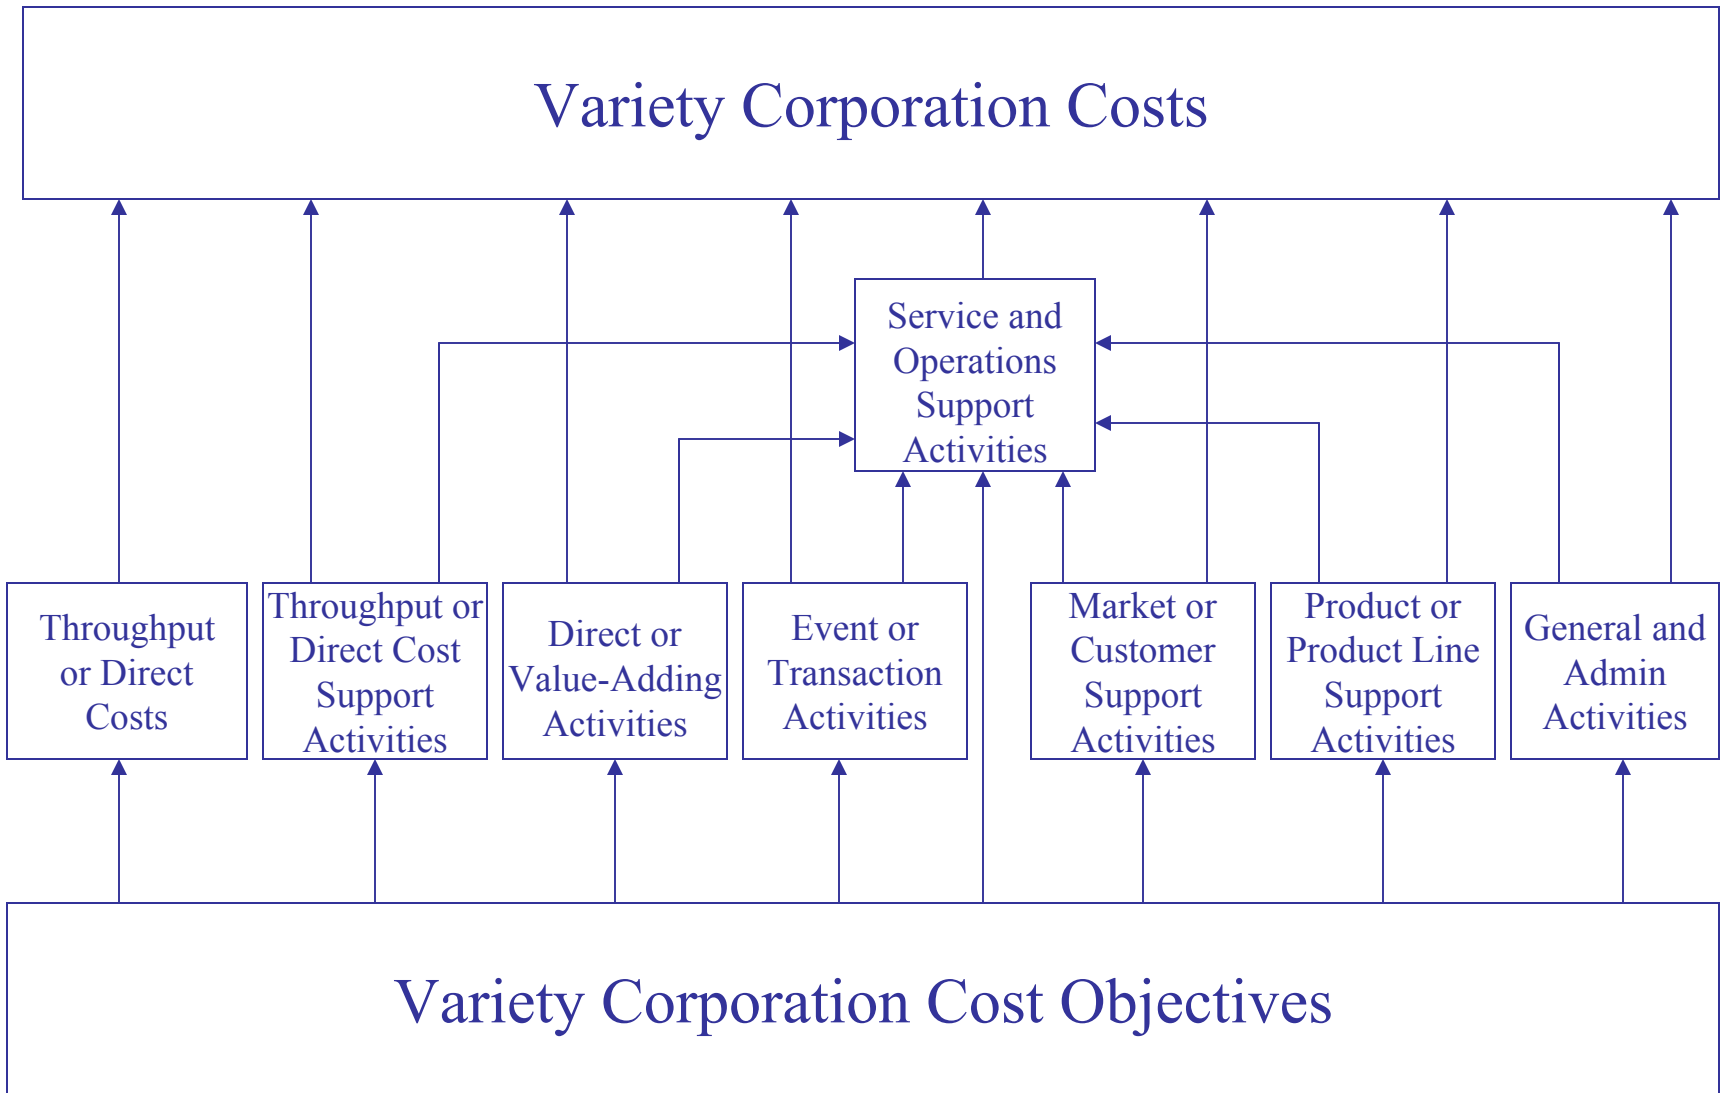 Variety Corporation Costs
Service and
Operations
Support
Activities
Throughput
or Direct
Costs
Throughput or
Direct Cost
Support
Activities
Direct or
Value-Adding
Activities
Event or
Transaction
Activities
Market or
Customer
Support
Activities
Product or
Product Line
Support
Activities
General and
Admin
Activities
Variety Corporation Cost Objectives